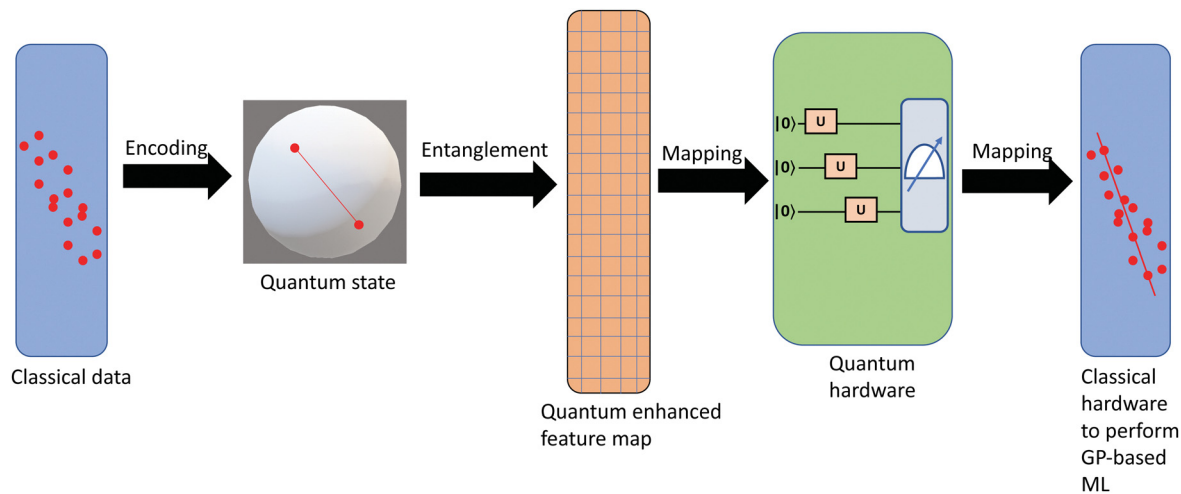 Encoding
Entanglement
Mapping
Mapping
|0⟩
U
|0⟩
U
|0⟩
U
Classical data
Quantum state
Quantum enhanced
feature map
Quantum
hardware
Classical
hardware
to perform
GP-based
ML